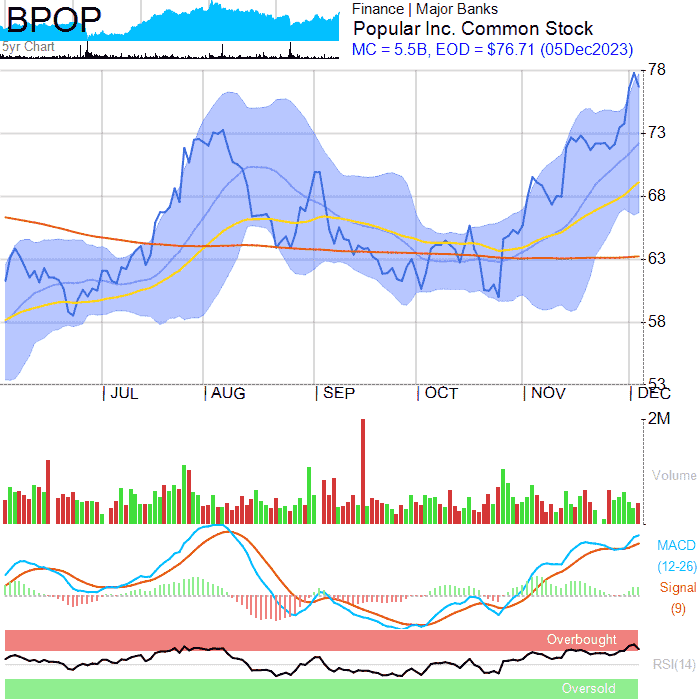 BPOP
5yr Chart
Finance | Major Banks
Popular Inc. Common Stock
MC = 5.5B, EOD = $76.71 (05Dec2023)
78
73
68
63
58
53
JUL AUG SEP OCT NOV DEC
2M
Volume
MACD
(12-26)
Signal
(9)
Overbought
RSI(14)
Oversold